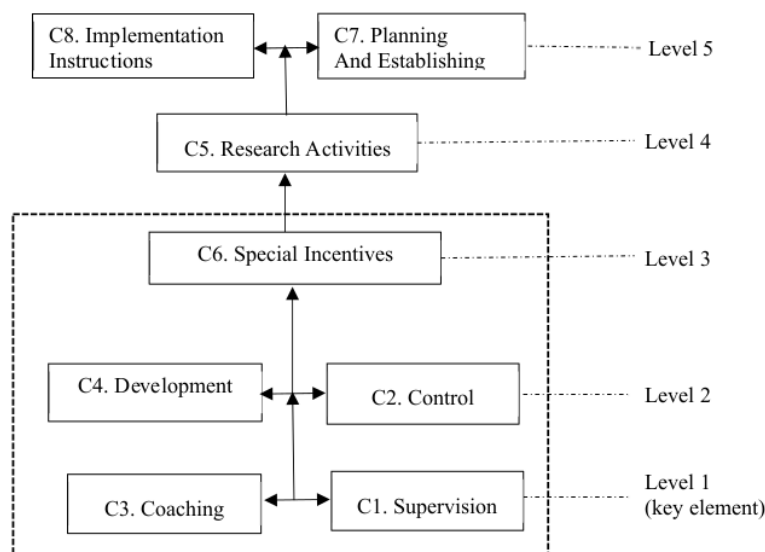 C8. Implementation
Instructions
C7. Planning
And Establishing
Level 5
C5. Research Activities
Level 4
C6. Special Incentives
Level 3
C4. Development
C2. Control
Level 2
C3. Coaching
C1. Supervision
Level 1
(key element)